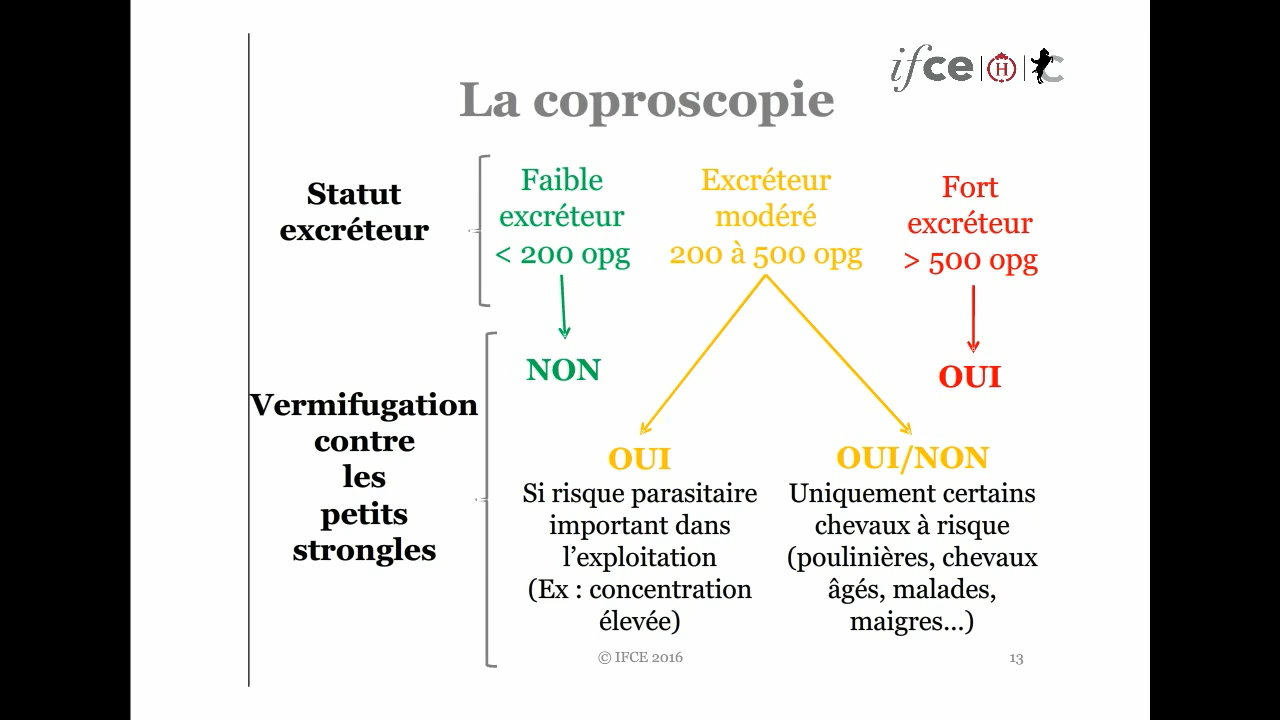 ifce
H
La coproscopie
Statut
excréteur
Faible
excréteur
< 200 opg
Excréteur
modéré
200 à 500 opg
Fort
excréteur
> 500 opg
Vermifugation
contre
les
petits
strongles
NON
OUI
Si risque parasitaire
important dans
l’exploitation
(Ex : concentration
élevée)
OUI/NON
Uniquement certains
chevaux à risque
(poulinières, chevaux
âgés, malades,
maigres…)
OUI
© IFCE 2016
13